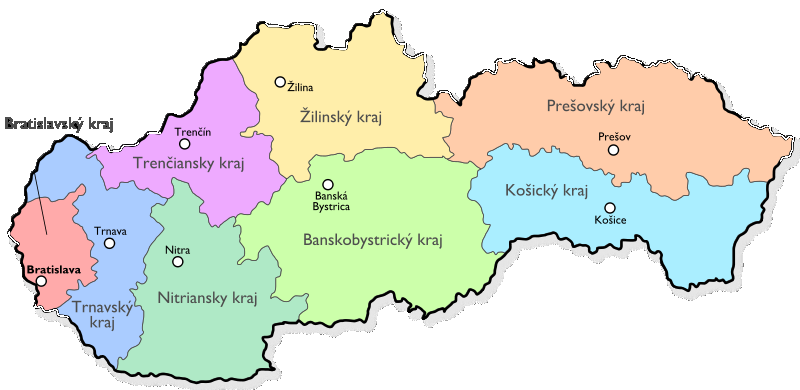 Žilina
Žilinský kraj
Prešovský kraj
Bratislavský kraj
Trenčín
Prešov
Trenčiansky kraj
Košický kraj
Banská
Bystrica
Košice
Trnava
Banskobystrický kraj
Nitra
Bratislava
Nitriansky kraj
Trnavský
kraj